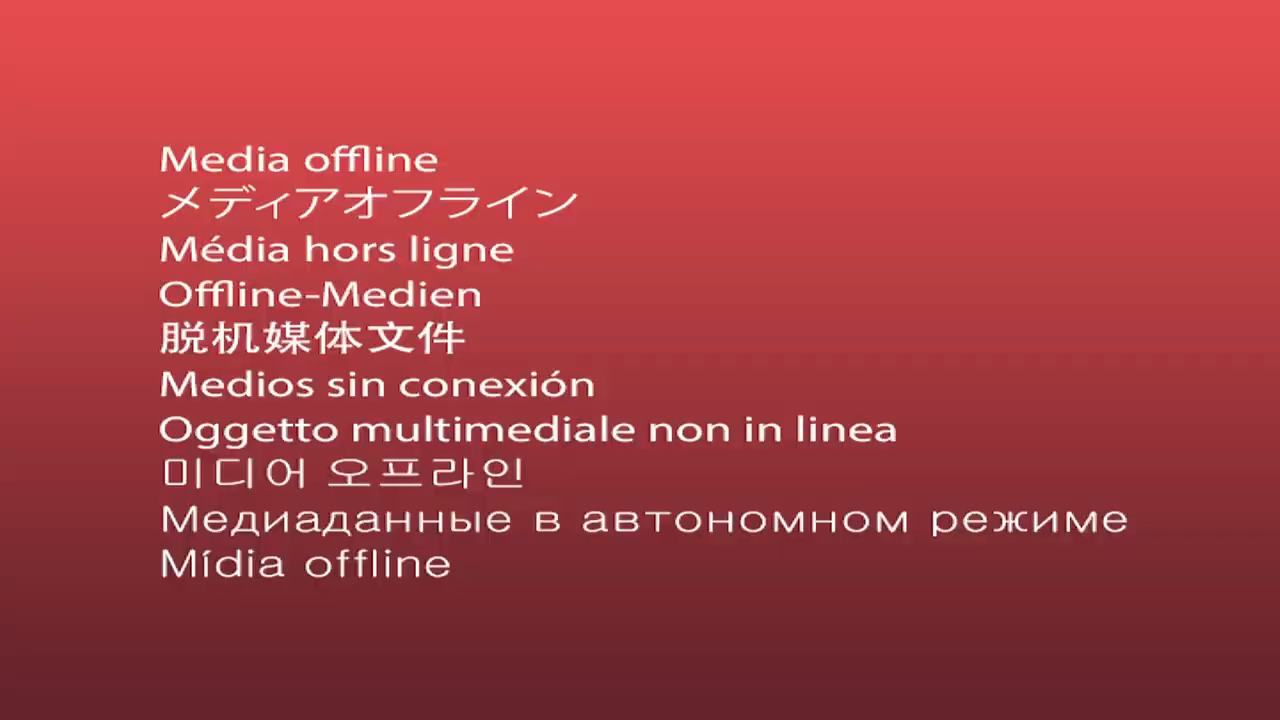 Media offline
メディアオフライン
Média hors ligne
Offline-Medien
脱机媒体文件
Medios sin conexión
Oggetto multimediale non in linea
미디어 오프라인
Медиаданные в автономном режиме
Mídia offline